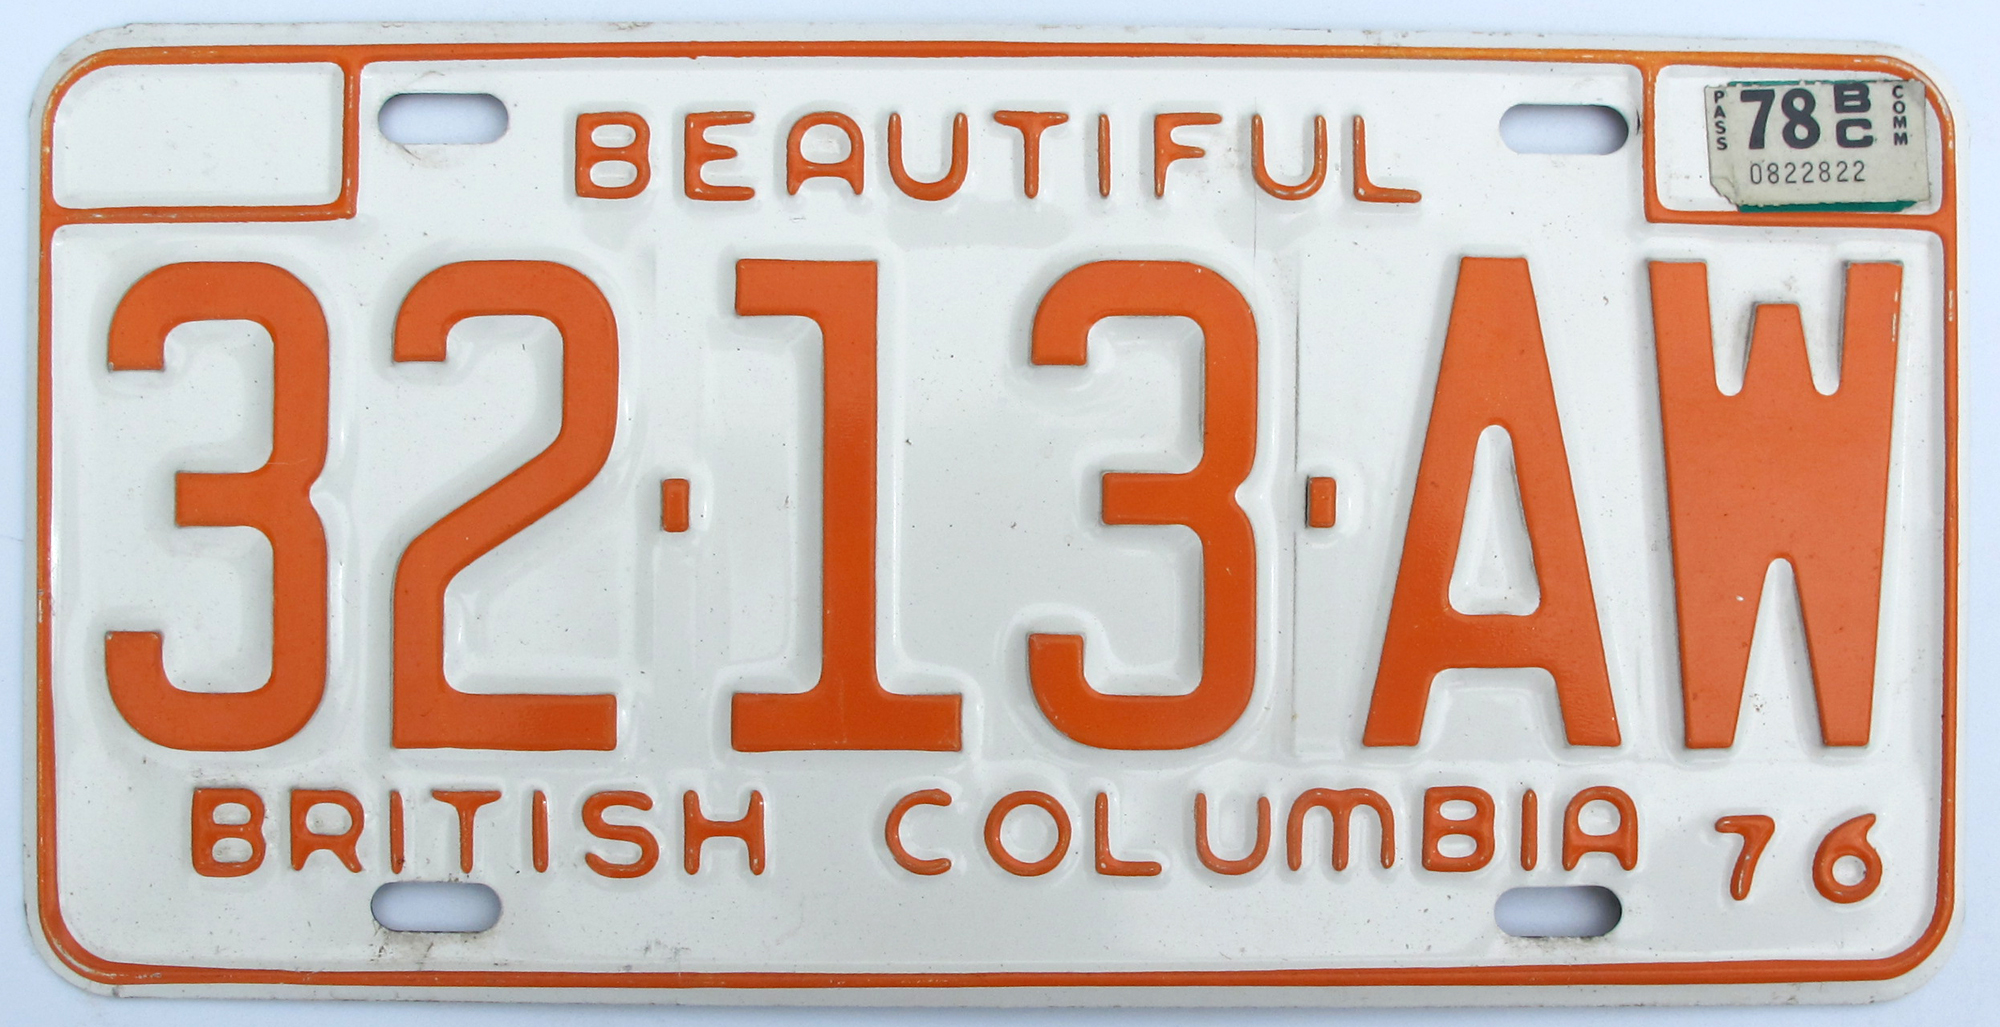 BEAUTIFUL
PASS 78 BC COMM
0822822
32-13-AW
BRITISH COLUMBIA 76